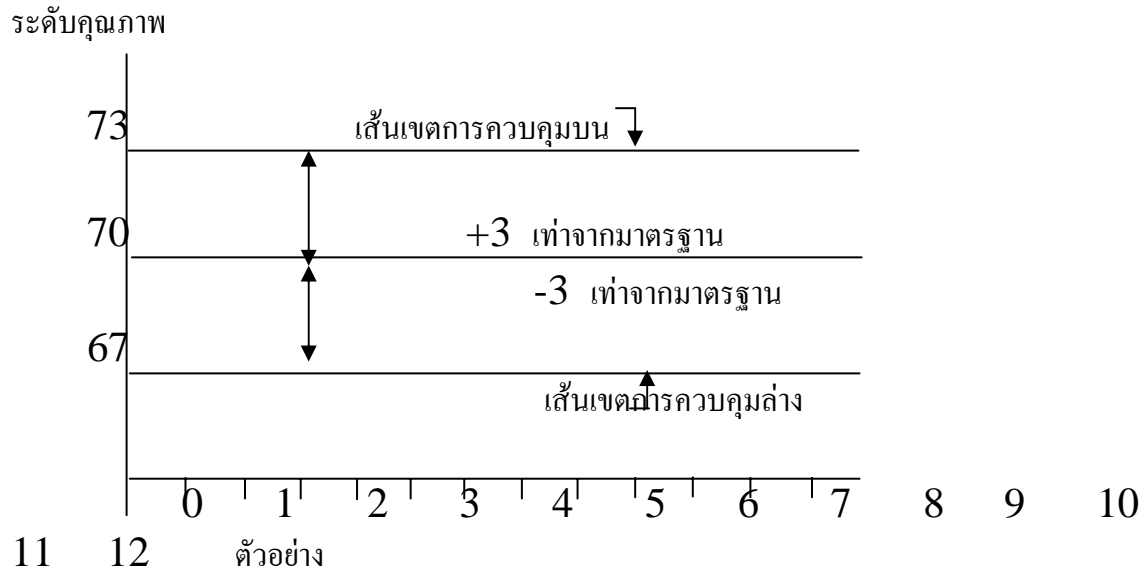 ระดับคุณภาพ
73 เส้นเขตการควบคุมบน
70 +3 เท่าจากมาตรฐาน
-3 เท่าจากมาตรฐาน
67
เส้นเขตการควบคุมล่าง
0 1 2 3 4 5 6 7 8 9 10
11 12 ตัวอย่าง